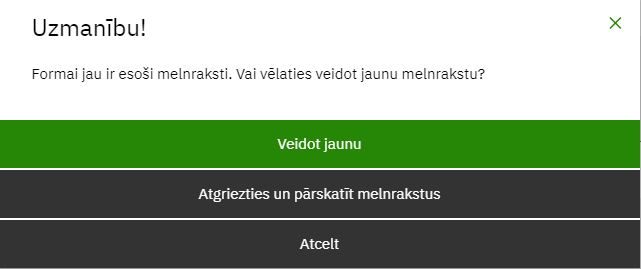 Uzmanību!
Formai jau ir esoši melnraksti. Vai vēlaties veidot jaunu melnrakstu?
Veidot jaunu
Atgriezties un pārskatīt melnrakstus
Atcelt